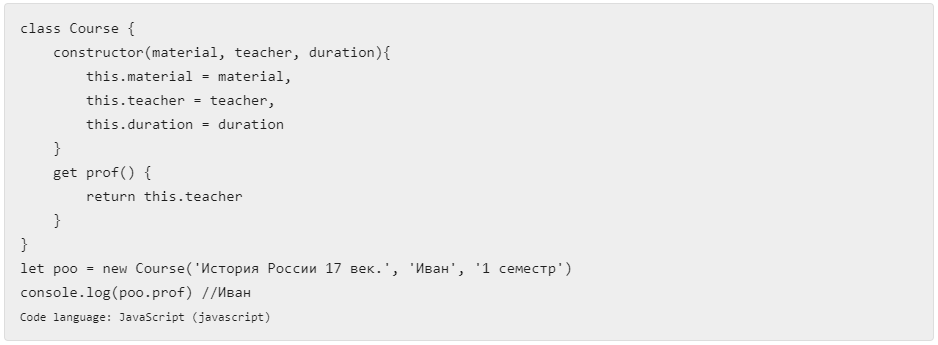 class Course {
    constructor(material, teacher, duration){
        this.material = material,
        this.teacher = teacher,
        this.duration = duration
    }
    get prof() {
        return this.teacher
    }
}
let poo = new Course('История России 17 век.', 'Иван', '1 семестр')
console.log(poo.prof) //Иван
Code language: JavaScript (javascript)